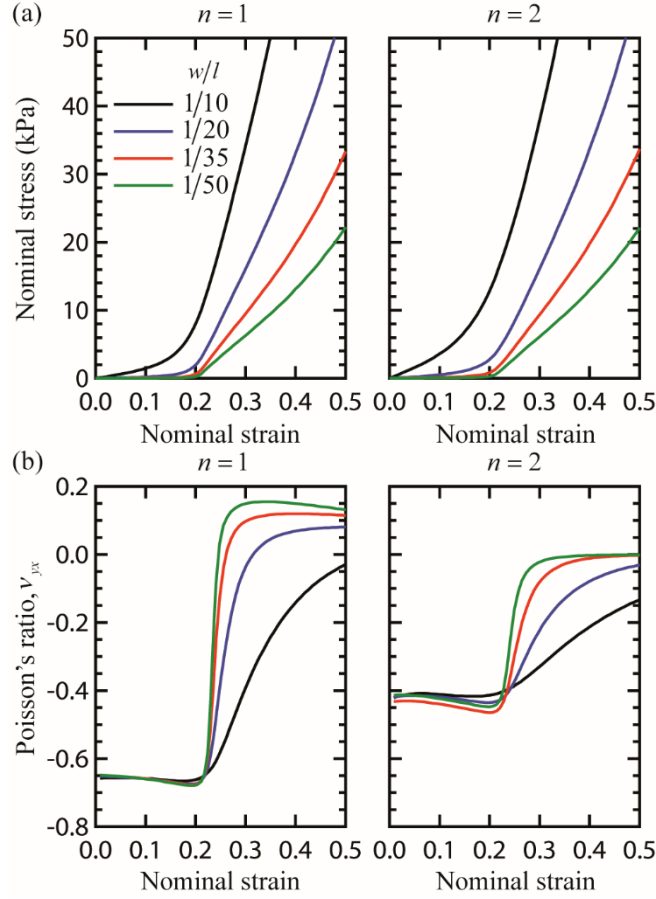 (a)
n = 1
n = 2
50
40
30
20
10
0
Nominal stress (kPa)
w/l
1/10
1/20
1/35
1/50
0.0 0.1 0.2 0.3 0.4 0.5
0.0 0.1 0.2 0.3 0.4 0.5
Nominal strain
Nominal strain
(b)
n = 1
n = 2
0.2
0.0
-0.2
-0.4
-0.6
-0.8
Poisson's ratio, νyx
0.0 0.1 0.2 0.3 0.4 0.5
0.0 0.1 0.2 0.3 0.4 0.5
Nominal strain
Nominal strain